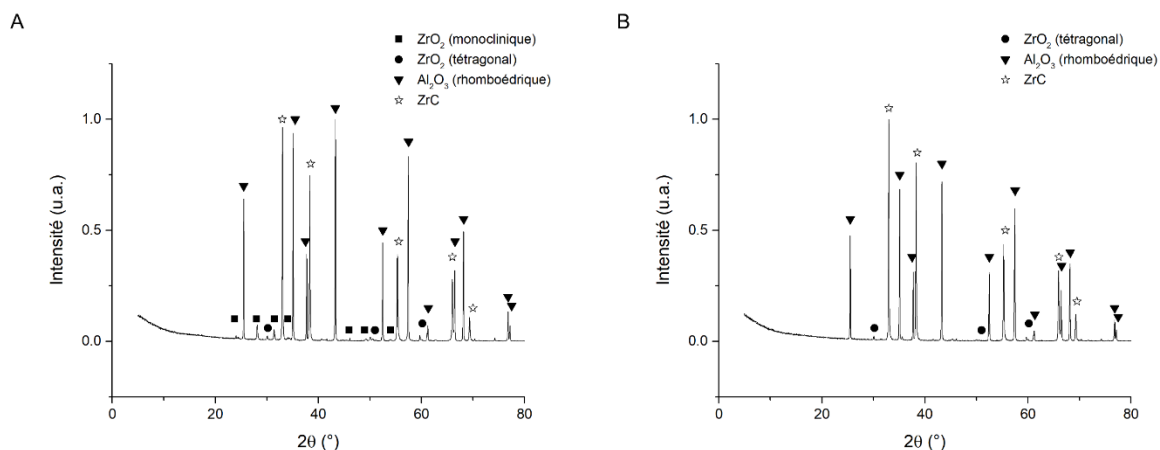 A
■ ZrO₂ (monoclinique)
● ZrO₂ (tétragonal)
▼ Al₂O₃ (rhomboédrique)
☆ ZrC
Intensité (u.a.)
1.0
0.5
0.0
0 20 40 60 80
2θ (°)
B
● ZrO₂ (tétragonal)
▼ Al₂O₃ (rhomboédrique)
☆ ZrC
Intensité (u.a.)
1.0
0.5
0.0
0 20 40 60 80
2θ (°)